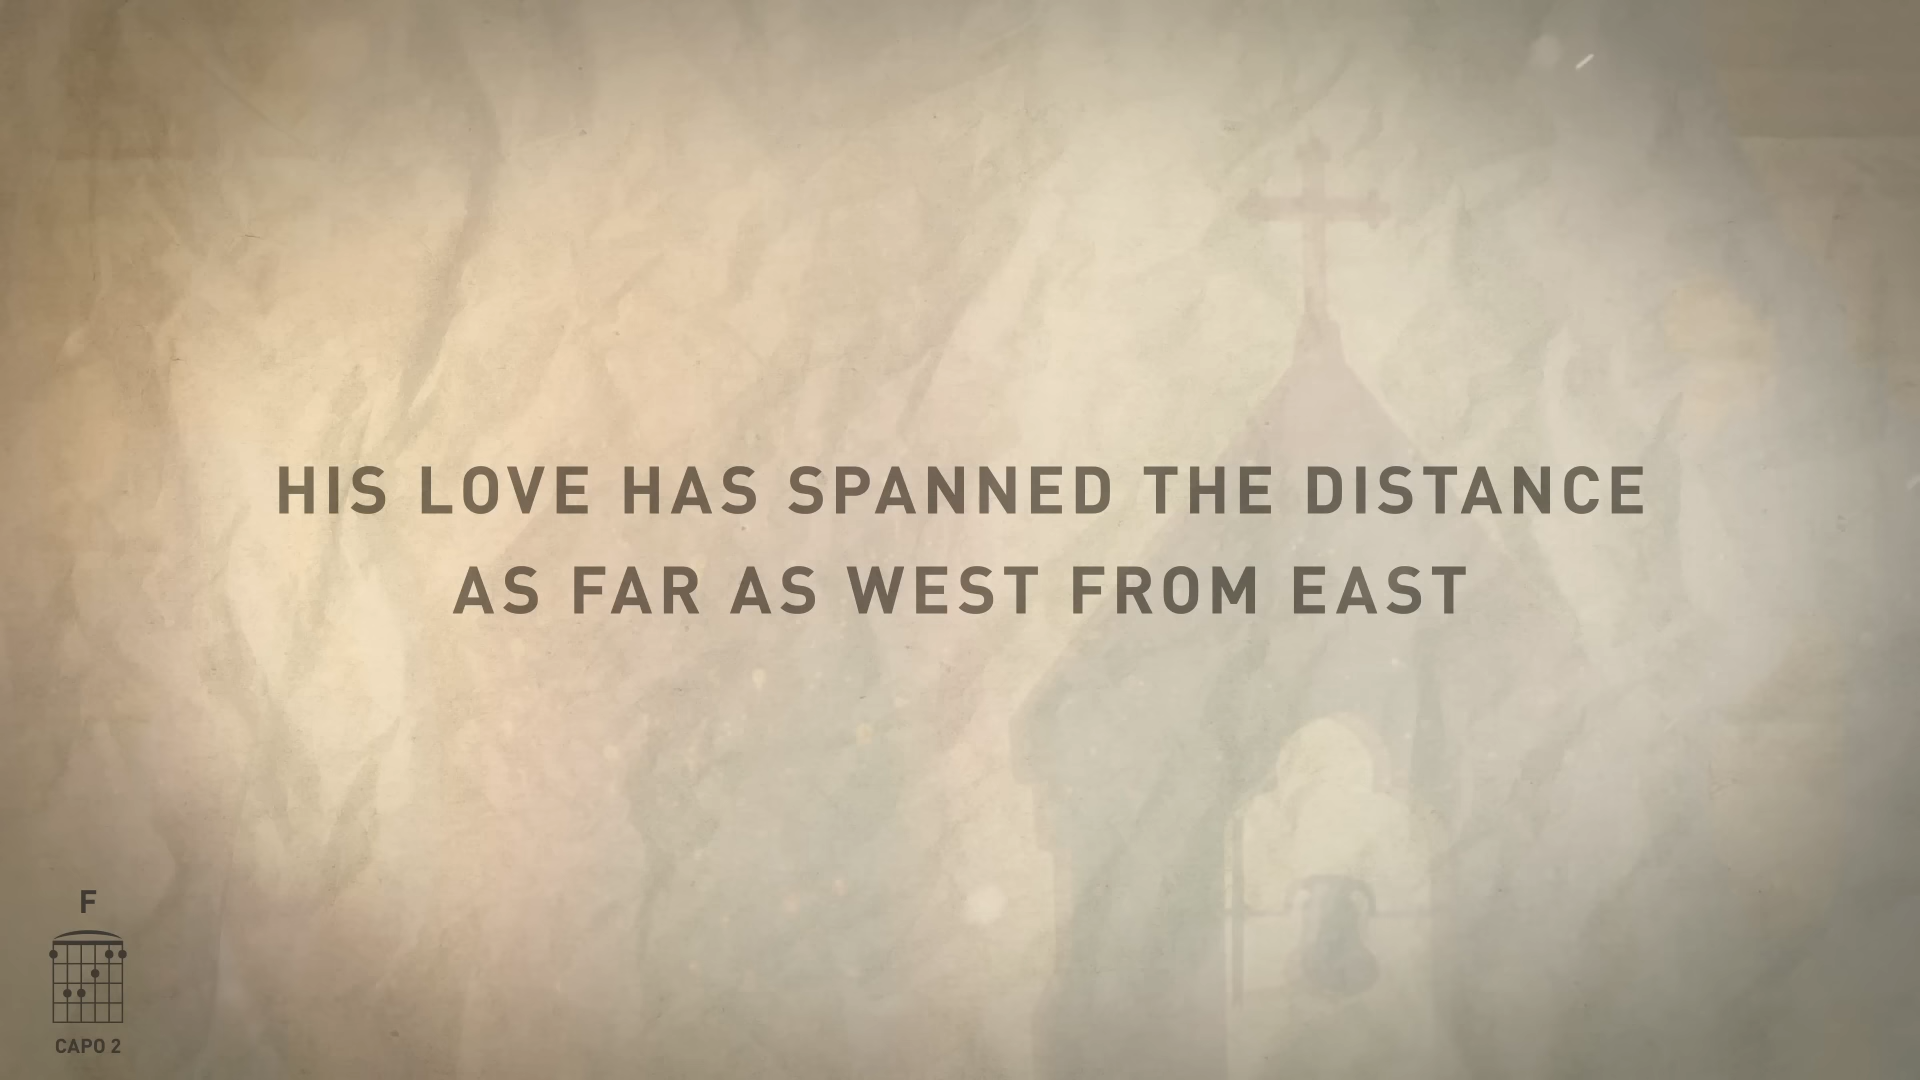 HIS LOVE HAS SPANNED THE DISTANCE
AS FAR AS WEST FROM EAST
F
CAPO 2